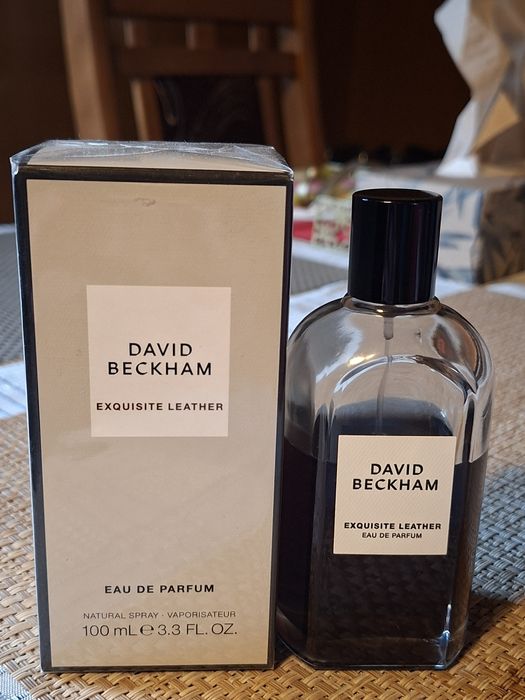 DAVID
BECKHAM
EXQUISITE LEATHER
EAU DE PARFUM
NATURAL SPRAY · VAPORISATEUR
100 mL ℮ 3.3 FL. OZ.
DAVID
BECKHAM
EXQUISITE LEATHER
EAU DE PARFUM